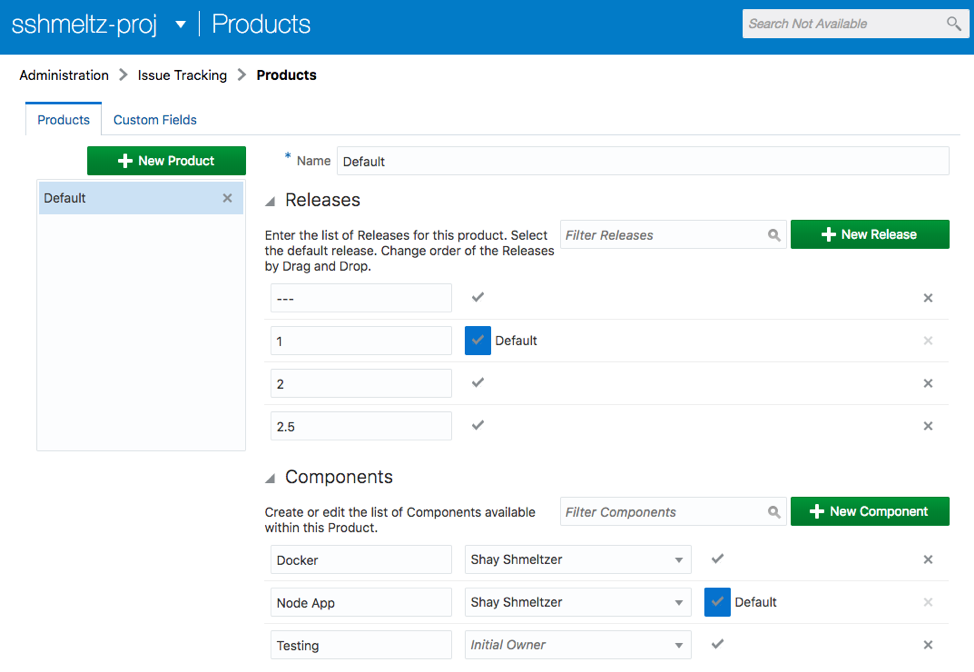 sshmeltz-proj Products
Search Not Available
Administration Issue Tracking Products
Products Custom Fields
New Product
Default
* Name Default
Releases
Enter the list of Releases for this product. Select
the default release. Change order of the Releases
by Drag and Drop.
Filter Releases
New Release
---
1 Default
2
2.5
Components
Create or edit the list of Components available
within this Product.
Filter Components
New Component
Docker Shay Shmeltzer
Node App Shay Shmeltzer Default
Testing Initial Owner